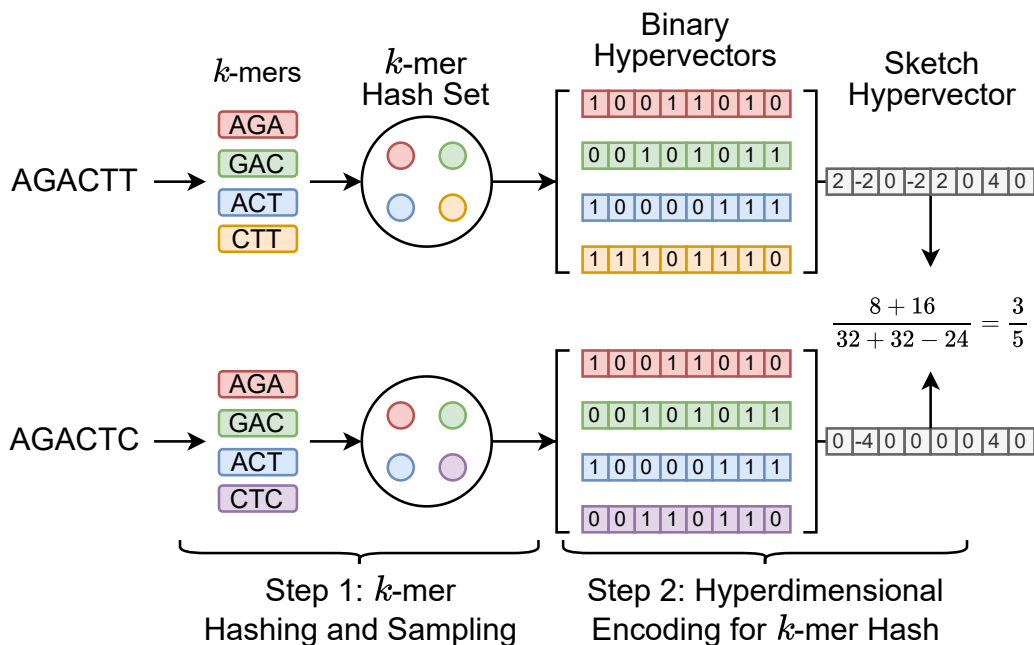 k-mers
k-mer
Hash Set
Binary
Hypervectors
Sketch
Hypervector
AGACTT
AGA
GAC
ACT
CTT
1 0 0 1 1 0 1 0
0 0 1 0 1 0 1 1
1 0 0 0 0 1 1 1
1 1 1 0 1 1 1 0
2 -2 0 -2 2 0 4 0
8 + 16
32 + 32 − 24
= 3
5
AGACTC
AGA
GAC
ACT
CTC
1 0 0 1 1 0 1 0
0 0 1 0 1 0 1 1
1 0 0 0 0 1 1 1
0 0 1 1 0 1 1 0
0 -4 0 0 0 0 4 0
Step 1: k-mer
Hashing and Sampling
Step 2: Hyperdimensional
Encoding for k-mer Hash